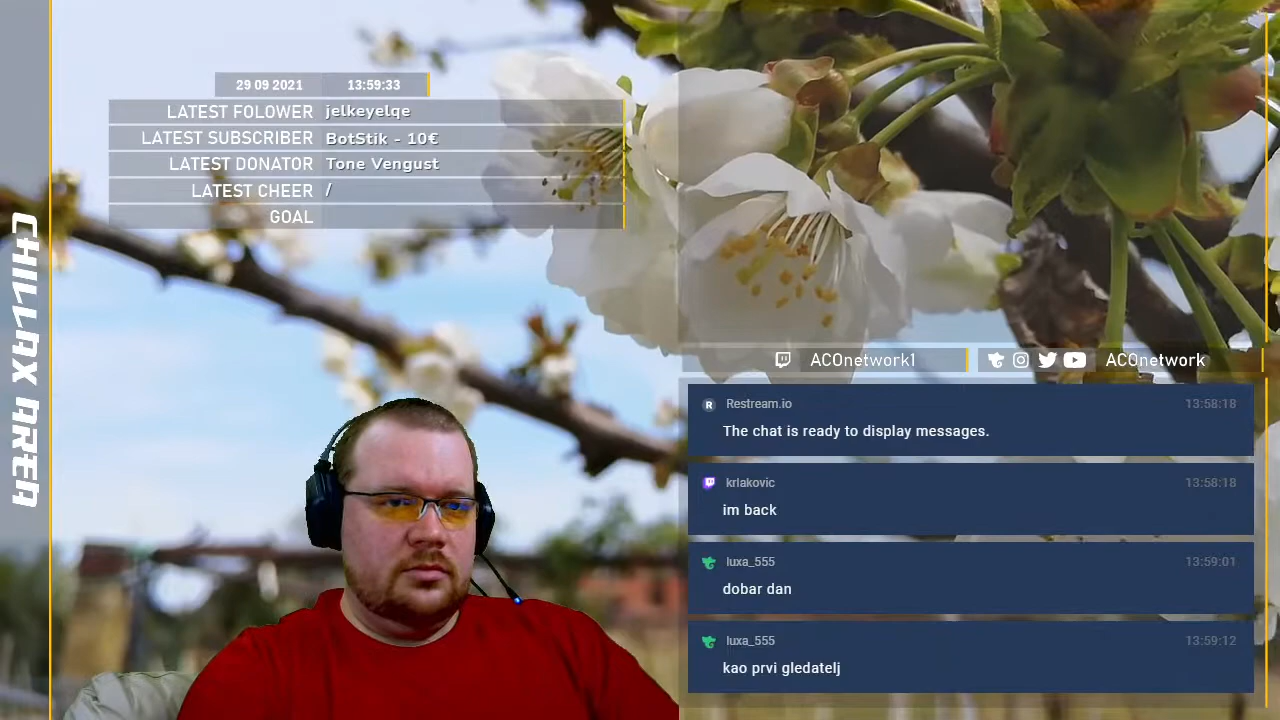 29 09 2021 13:59:33
LATEST FOLOWER jelkeyelqe
LATEST SUBSCRIBER BotStik - 10€
LATEST DONATOR Tone Vengust
LATEST CHEER /
GOAL
CHILLAX AREA
ACOnetwork1 ACOnetwork
Restream.io 13:58:18
The chat is ready to display messages.
krlakovic 13:58:18
im back
luxa_555 13:59:01
dobar dan
luxa_555 13:59:12
kao prvi gledatelj